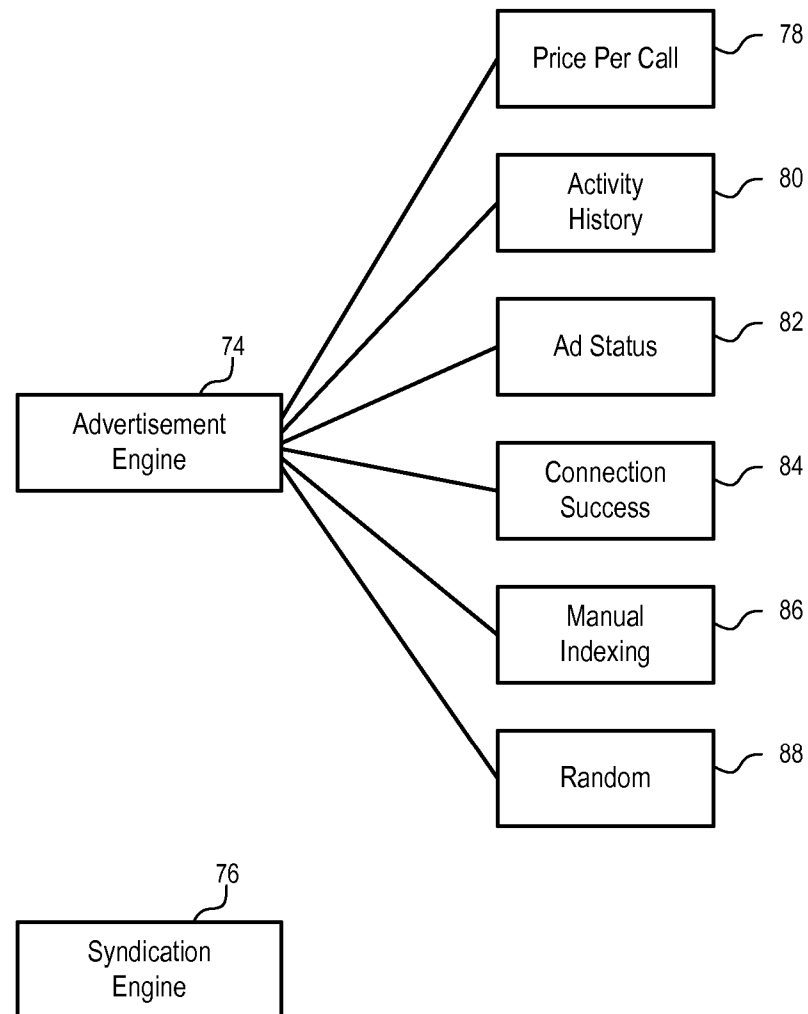 Price Per Call
78
Activity
History
80
Ad Status
82
74
Advertisement
Engine
Connection
Success
84
Manual
Indexing
86
Random
88
76
Syndication
Engine